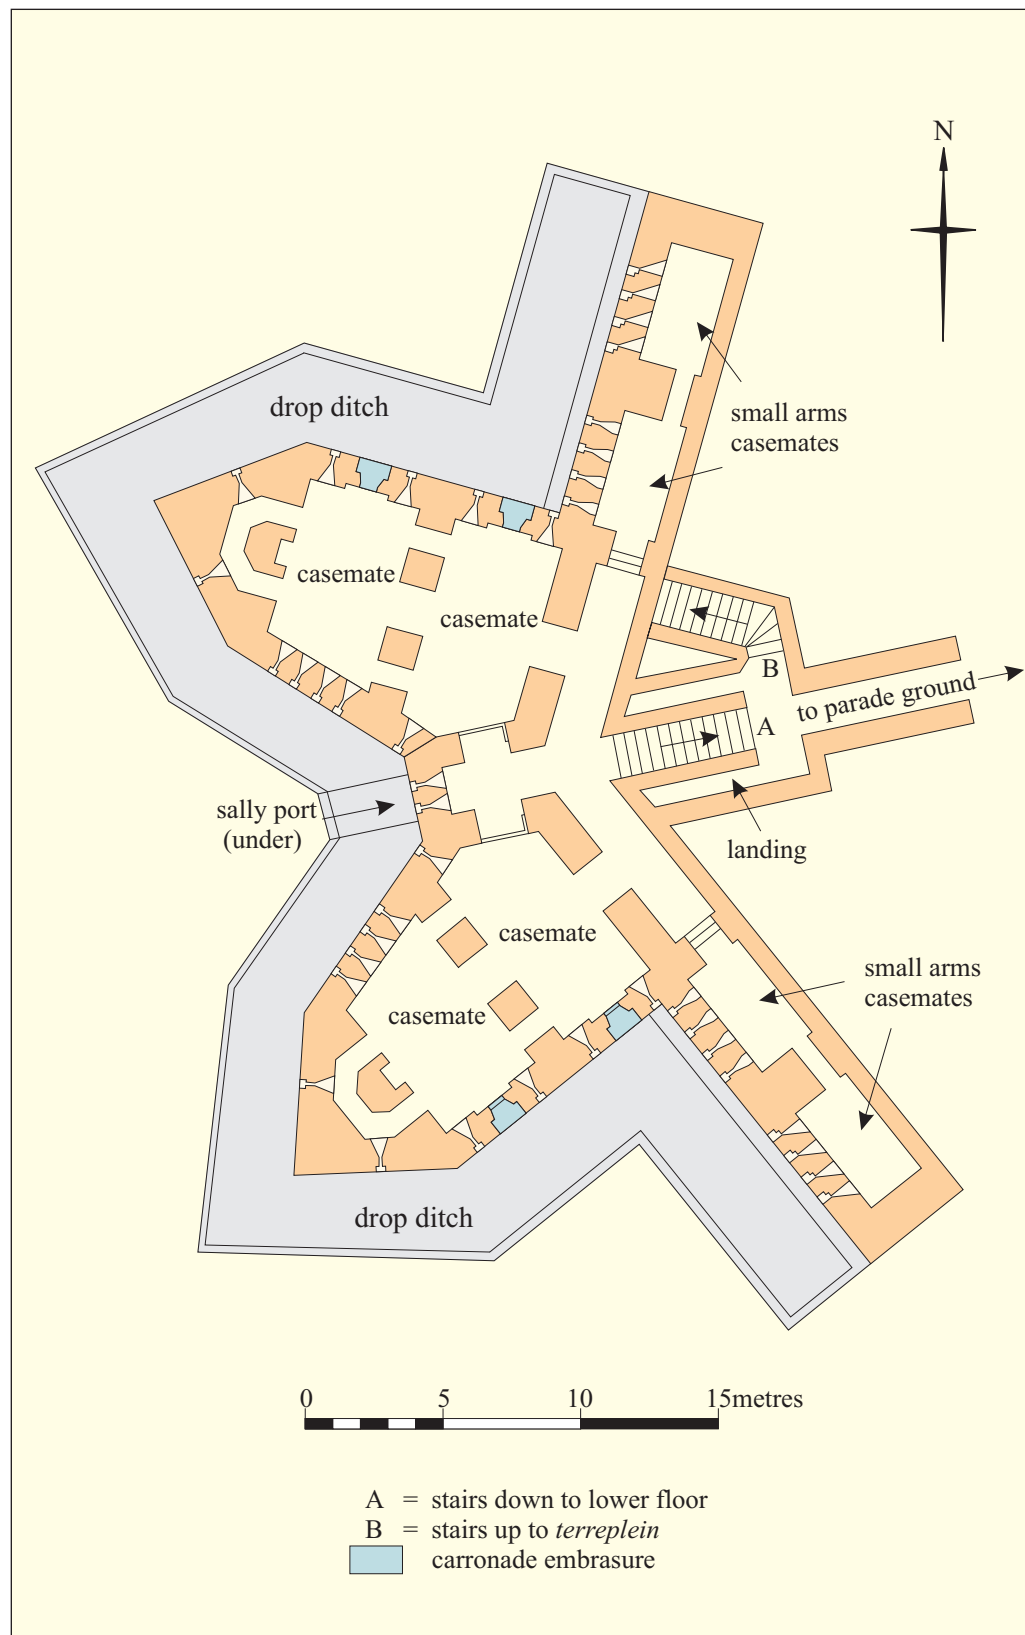 N
drop ditch
small arms
casemates
casemate
casemate
B
to parade ground
A
sally port
(under)
landing
casemate
small arms
casemates
casemate
drop ditch
0 5 10 15metres
A = stairs down to lower floor
B = stairs up to terreplein
carronade embrasure